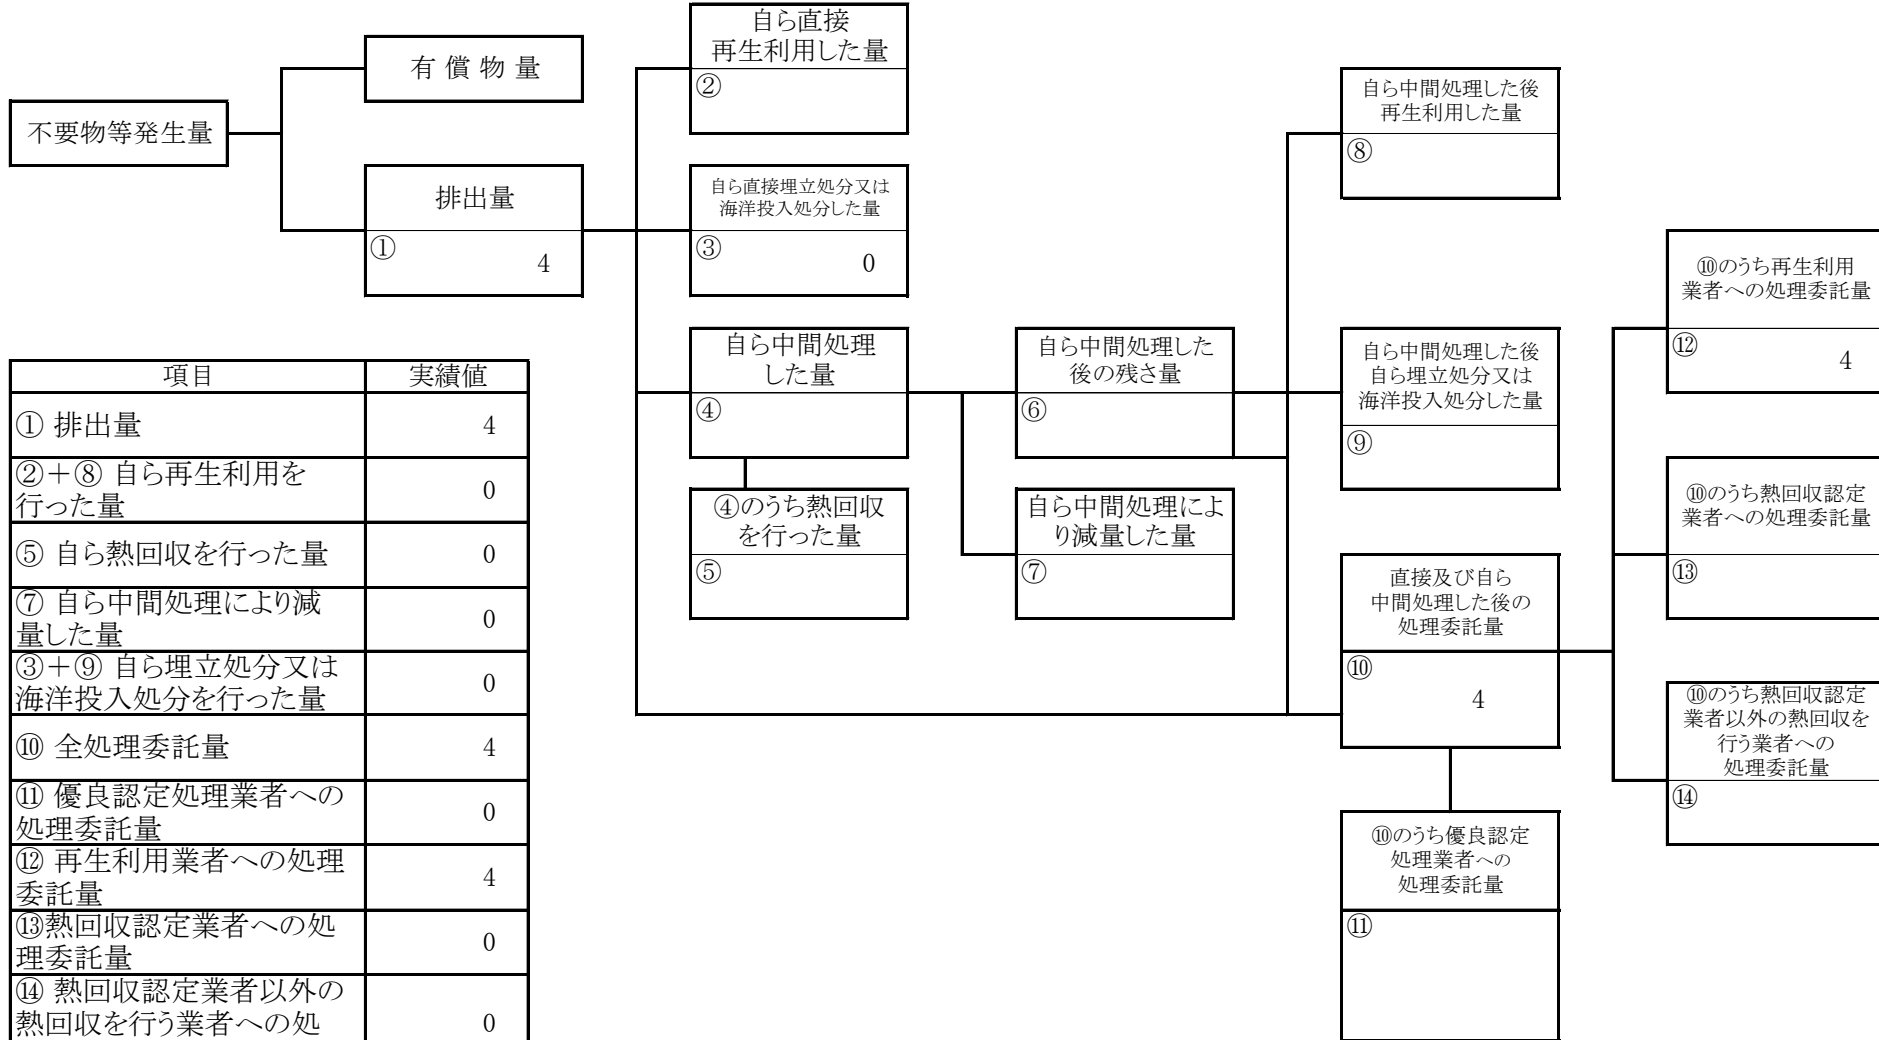 不要物等発生量
有 償 物 量
排出量
①
4
自ら直接
再生利用した量
②
自ら直接埋立処分又は
海洋投入処分した量
③
0
自ら中間処理
した量
④
④のうち熱回収
を行った量
⑤
自ら中間処理した
後の残さ量
⑥
自ら中間処理によ
り減量した量
⑦
自ら中間処理した後
再生利用した量
⑧
自ら中間処理した後
自ら埋立処分又は
海洋投入処分した量
⑨
直接及び自ら
中間処理した後の
処理委託量
⑩
4
⑩のうち優良認定
処理業者への
処理委託量
⑪
⑩のうち再生利用
業者への処理委託量
⑫
4
⑩のうち熱回収認定
業者への処理委託量
⑬
⑩のうち熱回収認定
業者以外の熱回収を
行う業者への
処理委託量
⑭
項目 実績値
① 排出量 4
②+⑧ 自ら再生利用を
行った量 0
⑤ 自ら熱回収を行った量 0
⑦ 自ら中間処理により減
量した量 0
③+⑨ 自ら埋立処分又は
海洋投入処分を行った量 0
⑩ 全処理委託量 4
⑪ 優良認定処理業者への
処理委託量 0
⑫ 再生利用業者への処理
委託量 4
⑬熱回収認定業者への処
理委託量 0
⑭ 熱回収認定業者以外の
熱回収を行う業者への処 0